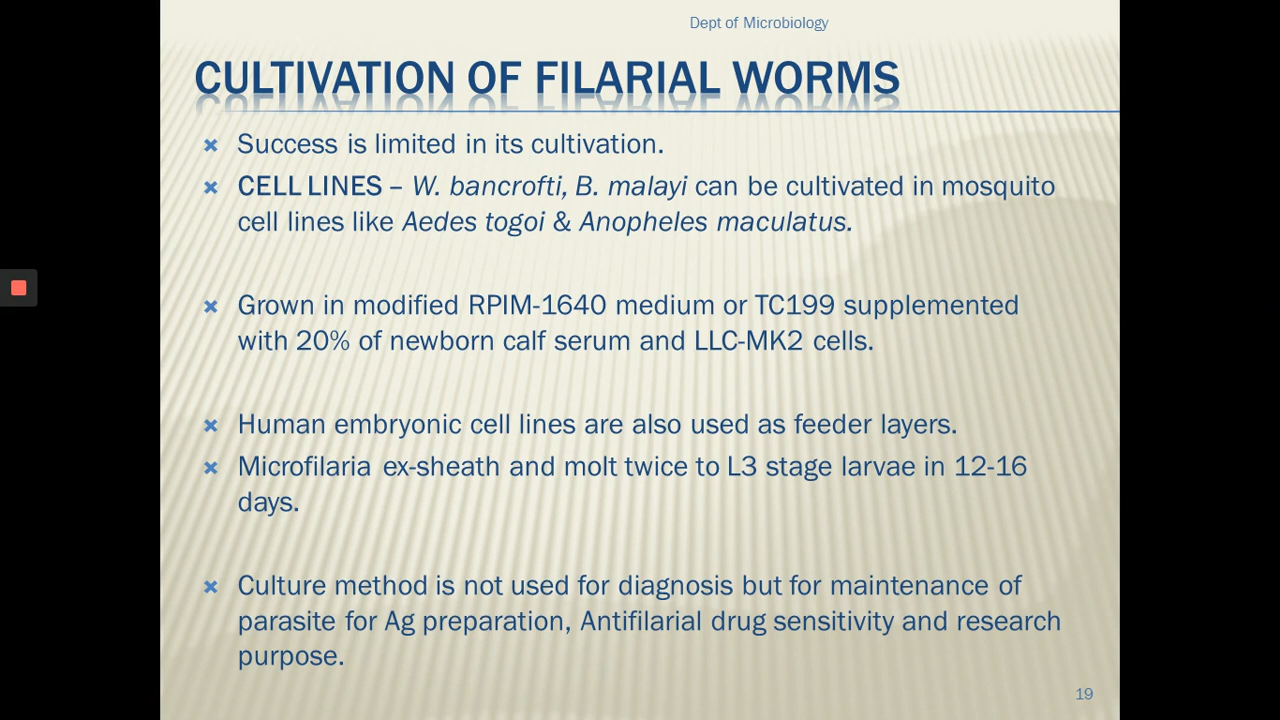 Dept of Microbiology
CULTIVATION OF FILARIAL WORMS
Success is limited in its cultivation.
CELL LINES – W. bancrofti, B. malayi can be cultivated in mosquito
cell lines like Aedes togoi & Anopheles maculatus.
Grown in modified RPIM-1640 medium or TC199 supplemented
with 20% of newborn calf serum and LLC-MK2 cells.
Human embryonic cell lines are also used as feeder layers.
Microfilaria ex-sheath and molt twice to L3 stage larvae in 12-16
days.
Culture method is not used for diagnosis but for maintenance of
parasite for Ag preparation, Antifilarial drug sensitivity and research
purpose.
19